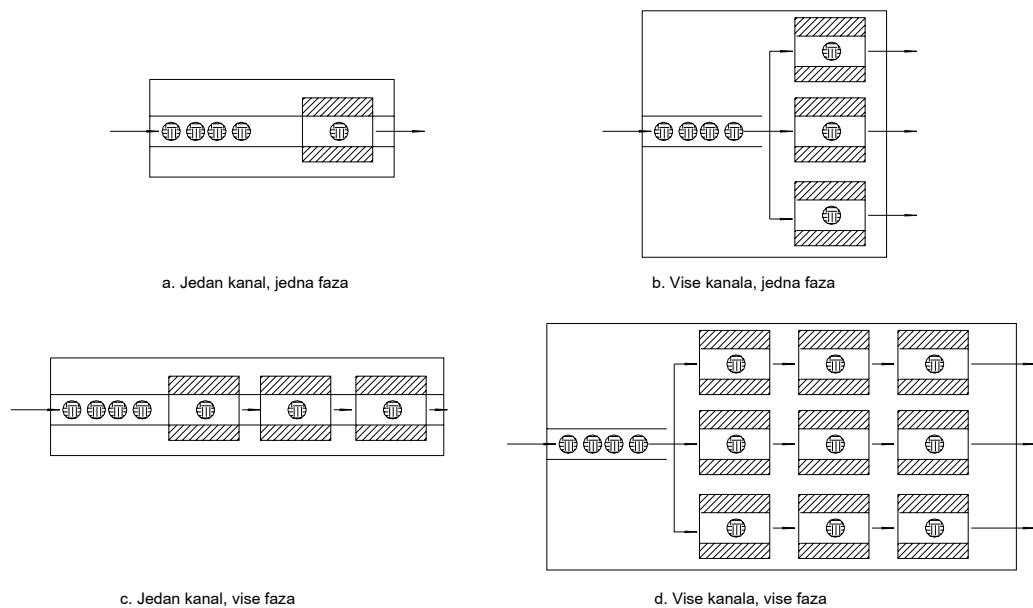 a. Jedan kanal, jedna faza
b. Vise kanala, jedna faza
c. Jedan kanal, vise faza
d. Vise kanala, vise faza